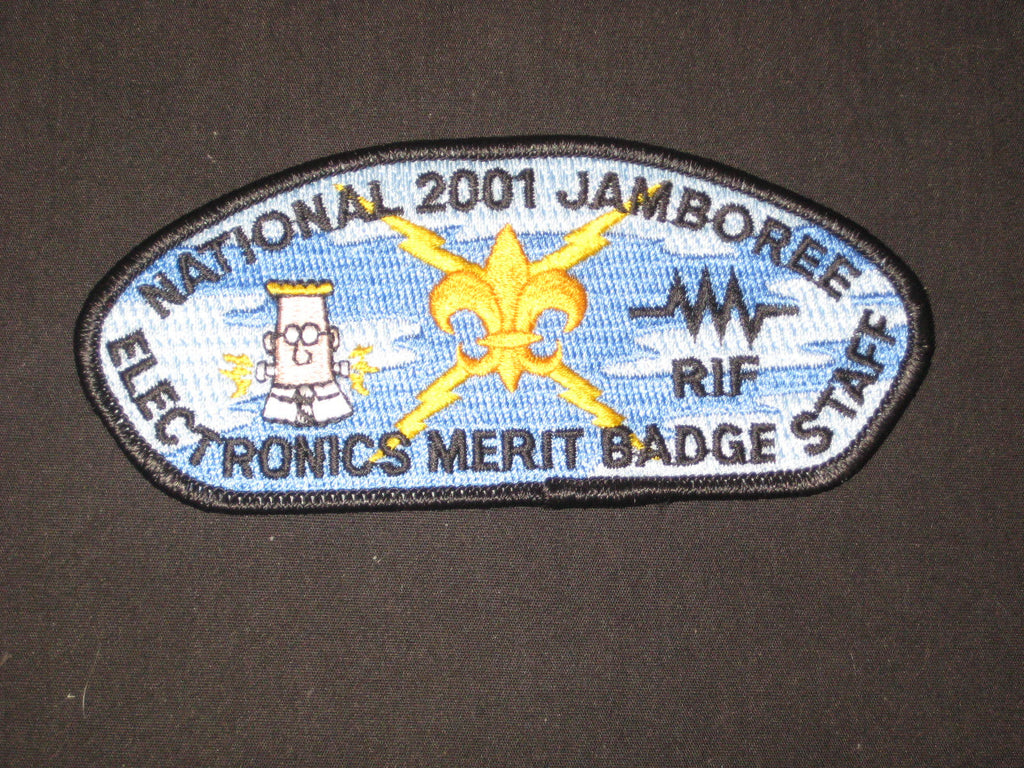 NATIONAL 2001 JAMBOREE
RIF
ELECTRONICS MERIT BADGE STAFF